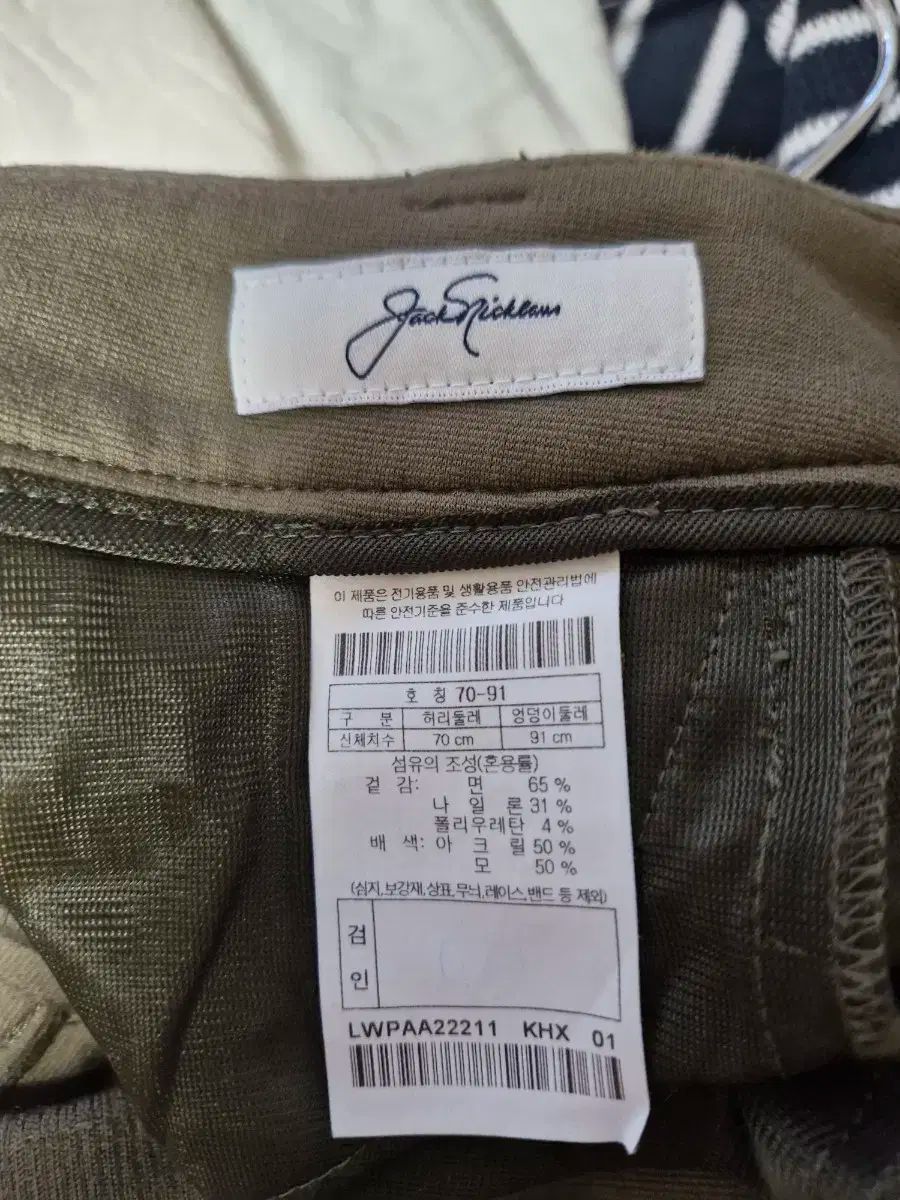 Jack Nicklaus
이 제품은 전기용품 및 생활용품 안전관리법에
따른 안전기준을 준수한 제품입니다
호 칭 70-91
구 분 허리둘레 엉덩이둘레
신체치수 70 cm 91 cm
섬유의 조성(혼용률)
겉 감: 면 65 %
나 일 론 31 %
폴리우레탄 4 %
배 색: 아 크 릴 50 %
모 50 %
(심지,보강재,상표,무늬,레이스,밴드 등 제외)
검
인
LWPAA22211 KHX 01